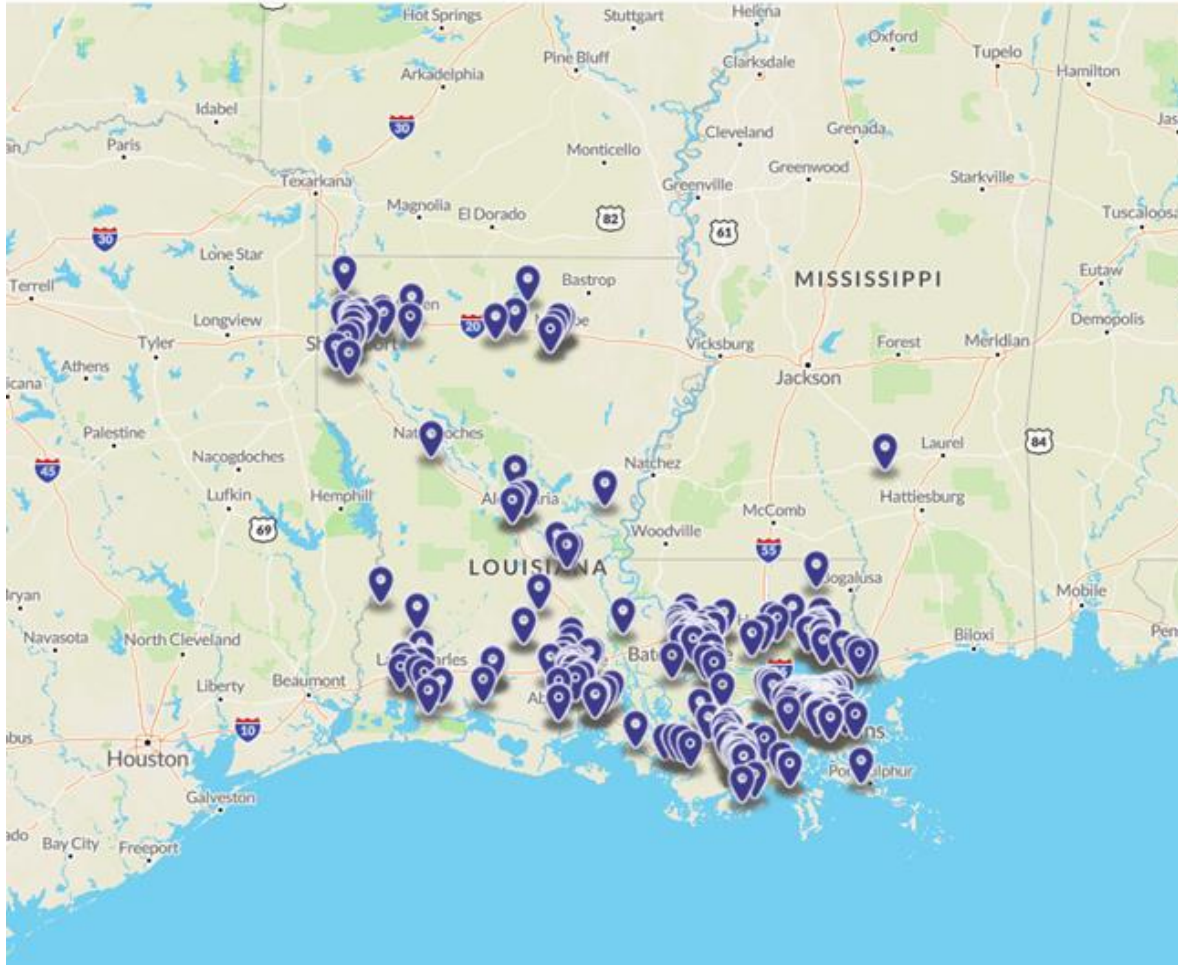 Hot Springs
Stuttgart
Helena
Oxford
Tupelo
Pine Bluff
Clarksdale
Arkadelphia
Hamilton
Idabel
30
Cleveland
Grenada
Paris
Monticello
Greenwood
Texarkana
Starkville
Greenville
Magnolia
El Dorado
82
61
Tuscaloosa
30
Lone Star
MISSISSIPPI
Eutaw
Terrell
Bastrop
Longview
20
Demopolis
Tyler
Vicksburg
Forest
Meridian
Athens
Jackson
Palestine
84
Laurel
Nacogdoches
45
Natchez
Lufkin
Hemphill
Hattiesburg
69
McComb
Woodville
55
LOUISIANA
Mobile
Navasota
North Cleveland
Biloxi
Liberty
Beaumont
10
Houston
Galveston
Bay City
Freeport